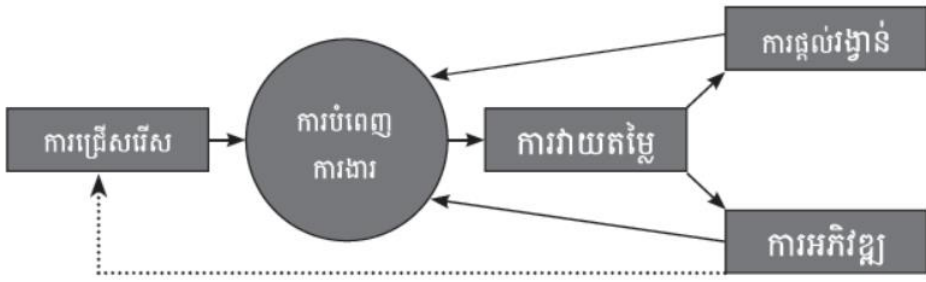 ការផ្តល់រង្វាន់
ការជ្រើសរើស
ការបំពេញ
ការងារ
ការវាយតម្លៃ
ការអភិវឌ្ឍ